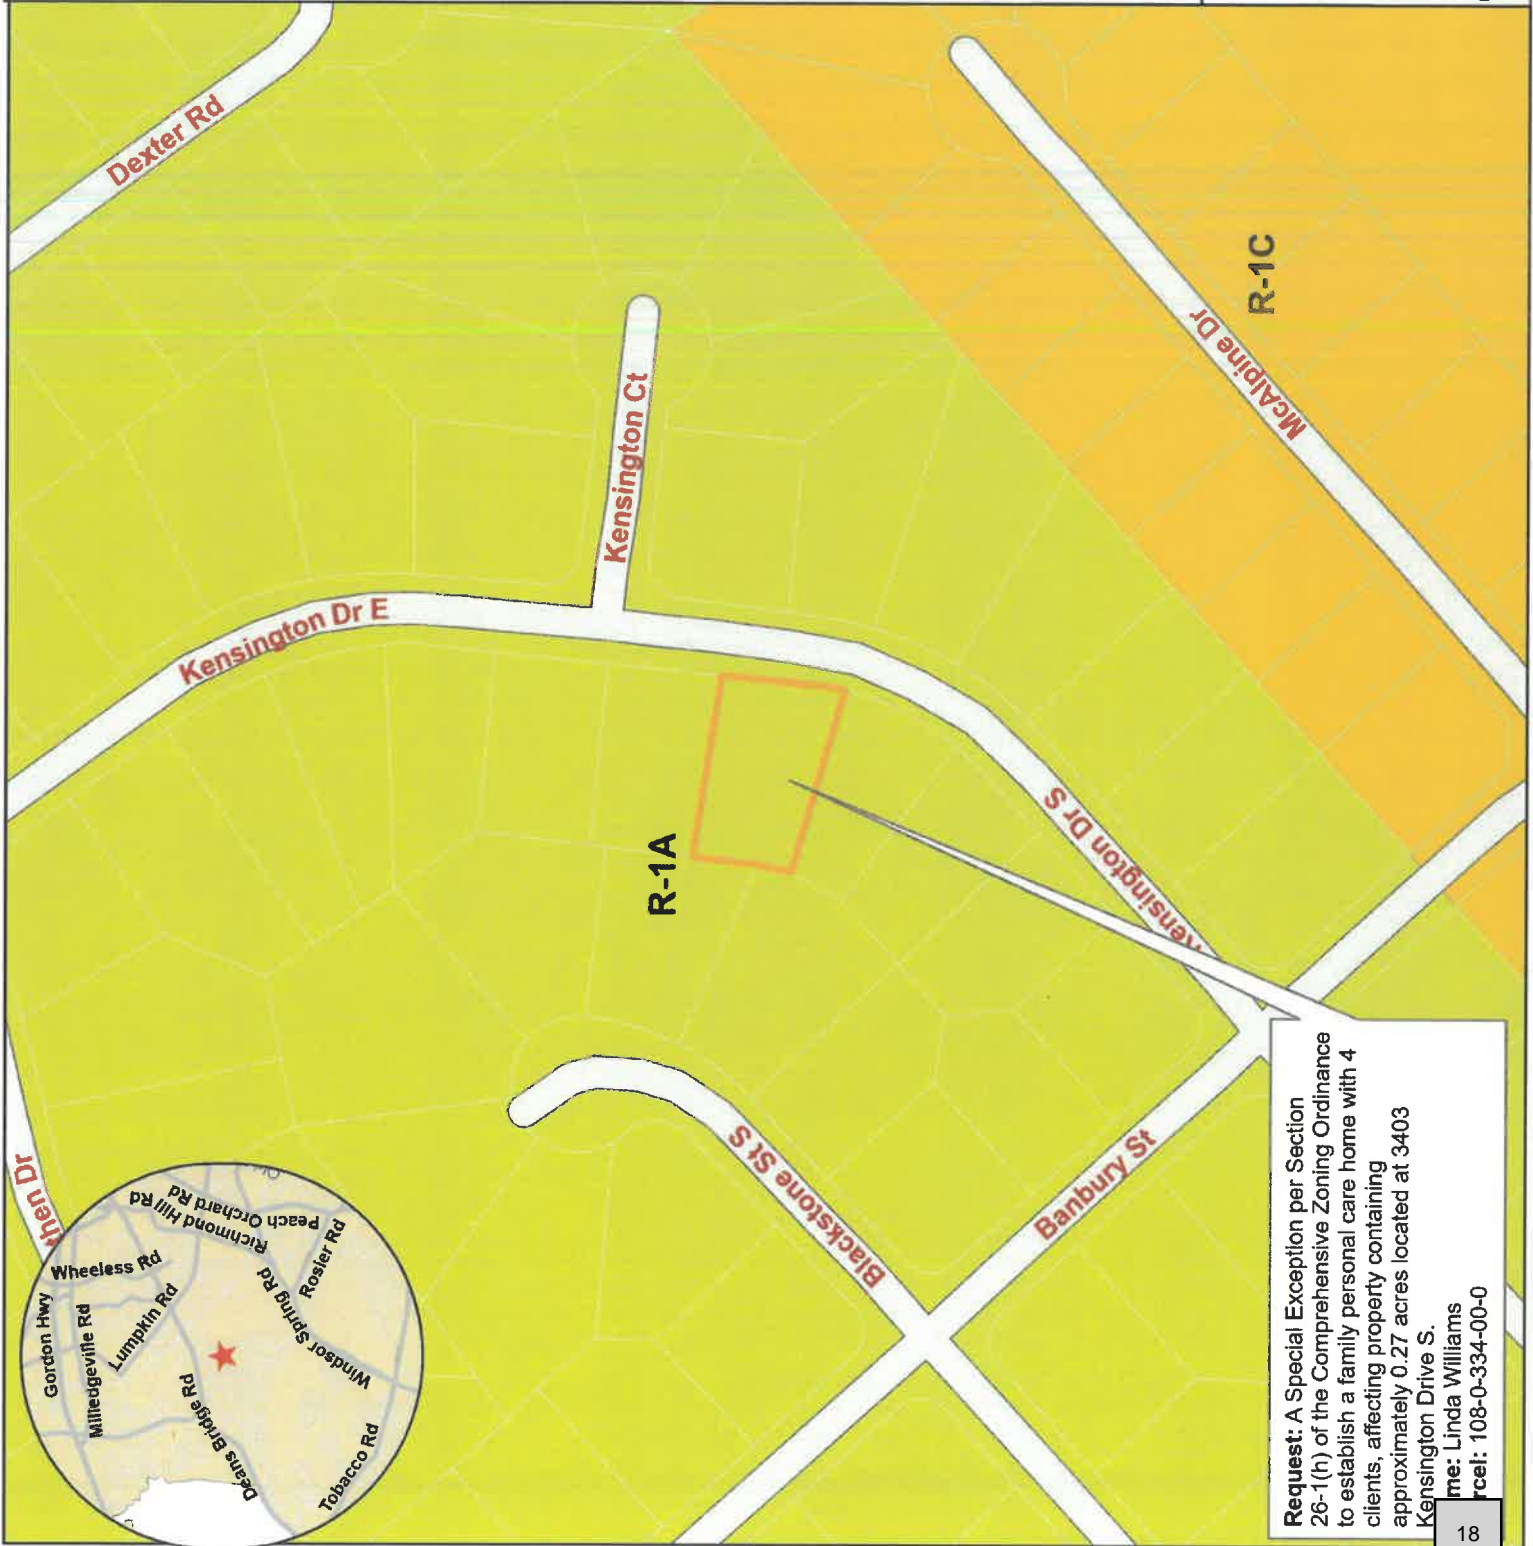 Dexter Rd
Kensington Ct
Kensington Dr E
R-1C
McAlpine Dr
R-1A
Kensington Dr S
Blackstone St S
Banbury St
then Dr
Gordon Hwy
Wheeless Rd
Milledgeville Rd
Lumpkin Rd
Deans Bridge Rd
Tobacco Rd
Windsor Spring Rd
Rosier Rd
Richmond Hill Rd
Peach Orchard Rd
Request: A Special Exception per Section
26-1(h) of the Comprehensive Zoning Ordinance
to establish a family personal care home with 4
clients, affecting property containing
approximately 0.27 acres located at 3403
Kensington Drive S.
me: Linda Williams
rcel: 108-0-334-00-0
18